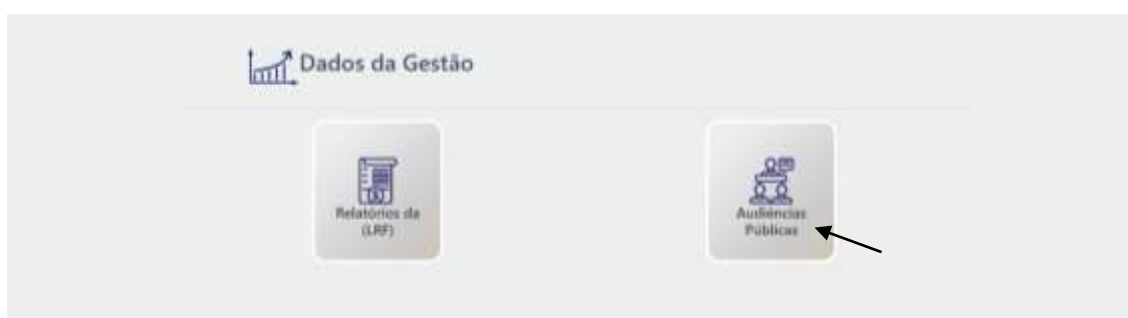 Dados da Gestão
Relatórios da
(LRF)
Audiências
Públicas